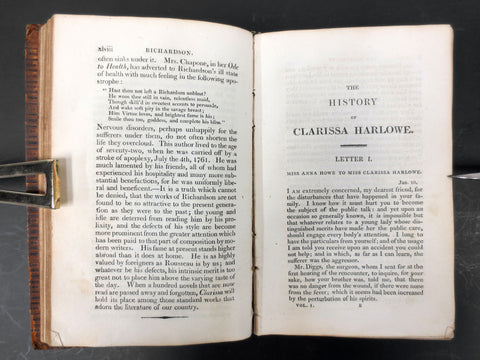 xlviii RICHARDSON.
often sinks under it. Mrs. Chapone, in her Ode
to Health, has adverted to Richardson's ill state
of health with much feeling in the following apo-
strophe:
“ Hast thou not left a Richardson unblest?
He woos thee still in vain, relentless maid,
Though skill'd in sweetest accents to persuade,
And wake soft pity in the savage breast;
Him Virtue loves, and brightest fame is his;
Smile thou too, goddess, and complete his bliss.”
Nervous disorders, perhaps unhappily for the
sufferers under them, do not often shorten the
life they overcloud. This author lived to the age
of seventy-two, when he was carried off by a
stroke of apoplexy, July the 4th, 1761. He was
much lamented by his friends, all of whom had
experienced his hospitality and many more sub-
stantial benefactions, for he was uniformly libe-
ral and beneficent.—It is a truth which cannot
be denied, that the works of Richardson are not
found to be so attractive to the present genera-
tion as they were to the past; the young and
idle are deterred from reading him by his pro-
lixity, and the defects of his style are become
more prominent from the greater attention which
has been paid to that part of composition by mo-
dern writers. His fame at present stands higher
abroad than it does at home. He is as highly
valued by foreigners as Rousseau is by us; and
whatever be his defects, his intrinsic merit is too
great not to place him above the varying taste of
the day. When a hundred novels that are now
read are passed away and forgotten, Clarissa will
hold its place among those standard works that
adorn the literature of our country.
THE
HISTORY
OF
CLARISSA HARLOWE.
LETTER I.
MISS ANNA HOWE TO MISS CLARISSA HARLOWE.
Jan. 10.
I am extremely concerned, my dearest friend, for
the disturbances that have happened in your fa-
mily. I know how it must hurt you to become
the subject of the public talk: and yet upon an
occasion so generally known, it is impossible but
that whatever relates to a young lady whose dis-
tinguished merits have made her the public care,
should engage every body's attention. I long to
have the particulars from yourself; and of the usage
I am told you receive upon an accident you could
not help; and in which, as far as I can learn, the
sufferer was the aggressor.
Mr. Diggs, the surgeon, whom I sent for at the
first hearing of the rencounter, to inquire, for your
sake, how your brother was, told me, that there
was no danger from the wound, if there were none
from the fever; which it seems had been increased
by the perturbation of his spirits.
VOL. I. B